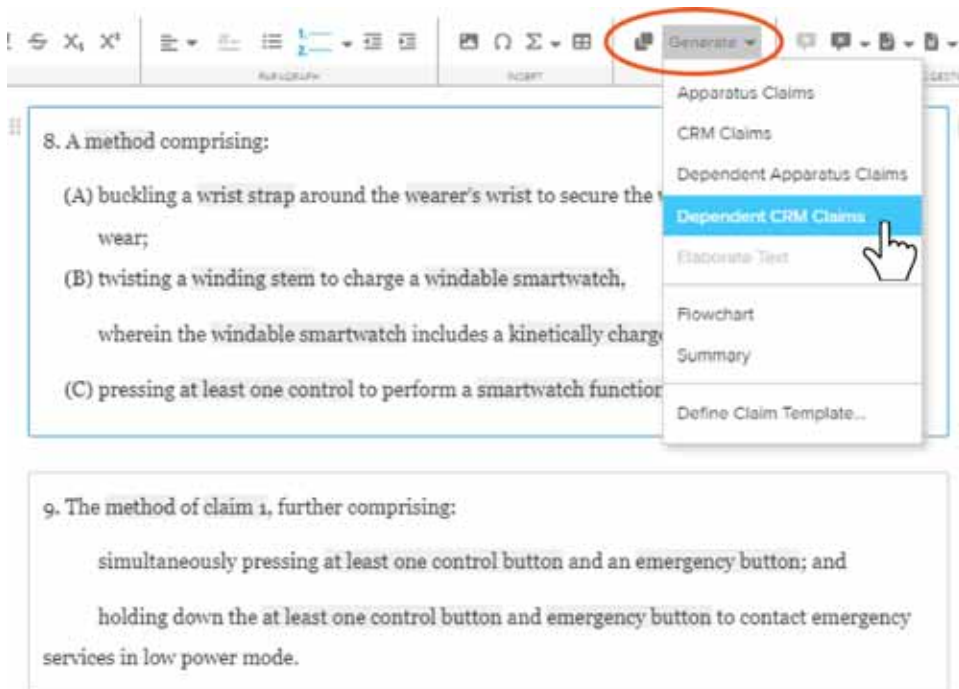 X₁ X¹
1.
2.
Ω Σ
Generate
PARAGRAPH
INSERT
Apparatus Claims
CRM Claims
Dependent Apparatus Claims
Dependent CRM Claims
Elaborate Text
Flowchart
Summary
Define Claim Template...
8. A method comprising:
(A) buckling a wrist strap around the wearer's wrist to secure the
wear;
(B) twisting a winding stem to charge a windable smartwatch,
wherein the windable smartwatch includes a kinetically charge
(C) pressing at least one control to perform a smartwatch function
9. The method of claim 1, further comprising:
simultaneously pressing at least one control button and an emergency button; and
holding down the at least one control button and emergency button to contact emergency
services in low power mode.